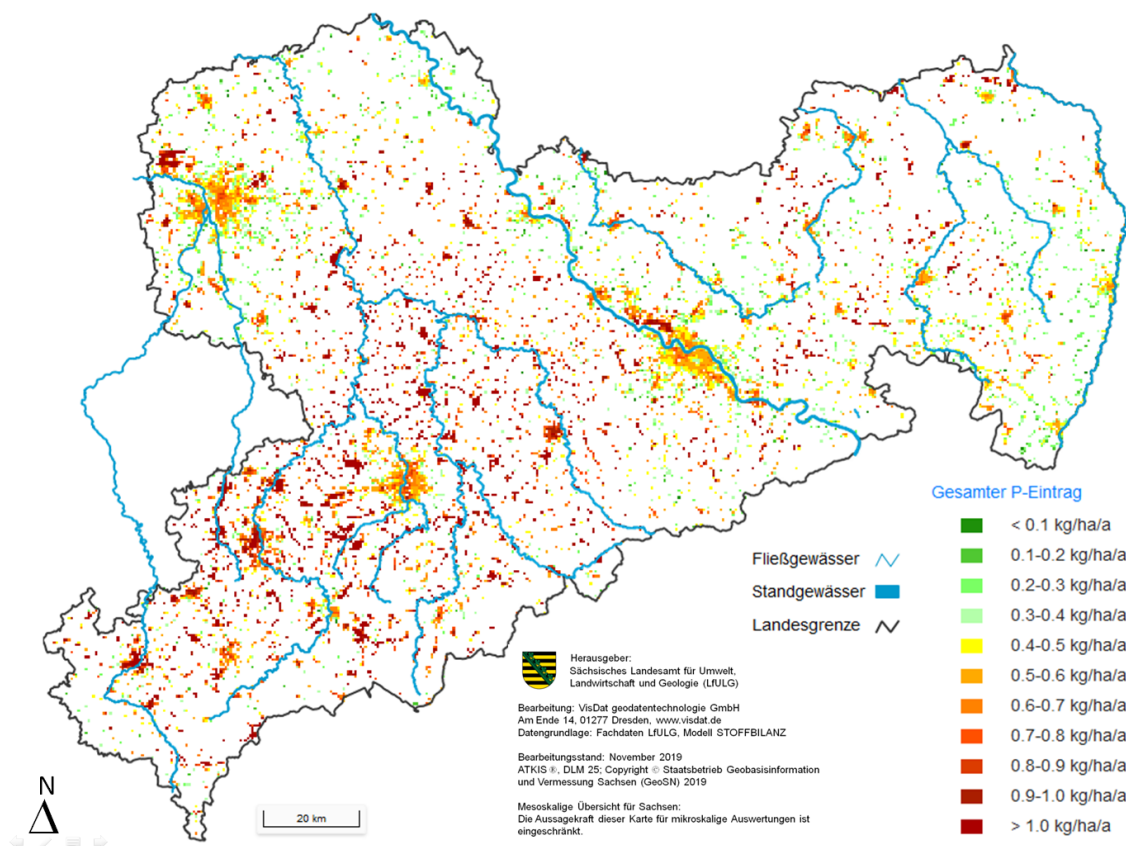 Gesamter P-Eintrag
< 0.1 kg/ha/a
0.1-0.2 kg/ha/a
0.2-0.3 kg/ha/a
0.3-0.4 kg/ha/a
0.4-0.5 kg/ha/a
0.5-0.6 kg/ha/a
0.6-0.7 kg/ha/a
0.7-0.8 kg/ha/a
0.8-0.9 kg/ha/a
0.9-1.0 kg/ha/a
> 1.0 kg/ha/a
Fließgewässer
Standgewässer
Landesgrenze
Herausgeber:
Sächsisches Landesamt für Umwelt,
Landwirtschaft und Geologie (LfULG)
Bearbeitung: VisDat geodatentechnologie GmbH
Am Ende 14, 01277 Dresden, www.visdat.de
Datengrundlage: Fachdaten LfULG, Modell STOFFBILANZ
Bearbeitungsstand: November 2019
ATKIS ®, DLM 25; Copyright © Staatsbetrieb Geobasisinformation
und Vermessung Sachsen (GeoSN) 2019
Mesoskalige Übersicht für Sachsen:
Die Aussagekraft dieser Karte für mikroskalige Auswertungen ist
eingeschränkt.
N
20 km